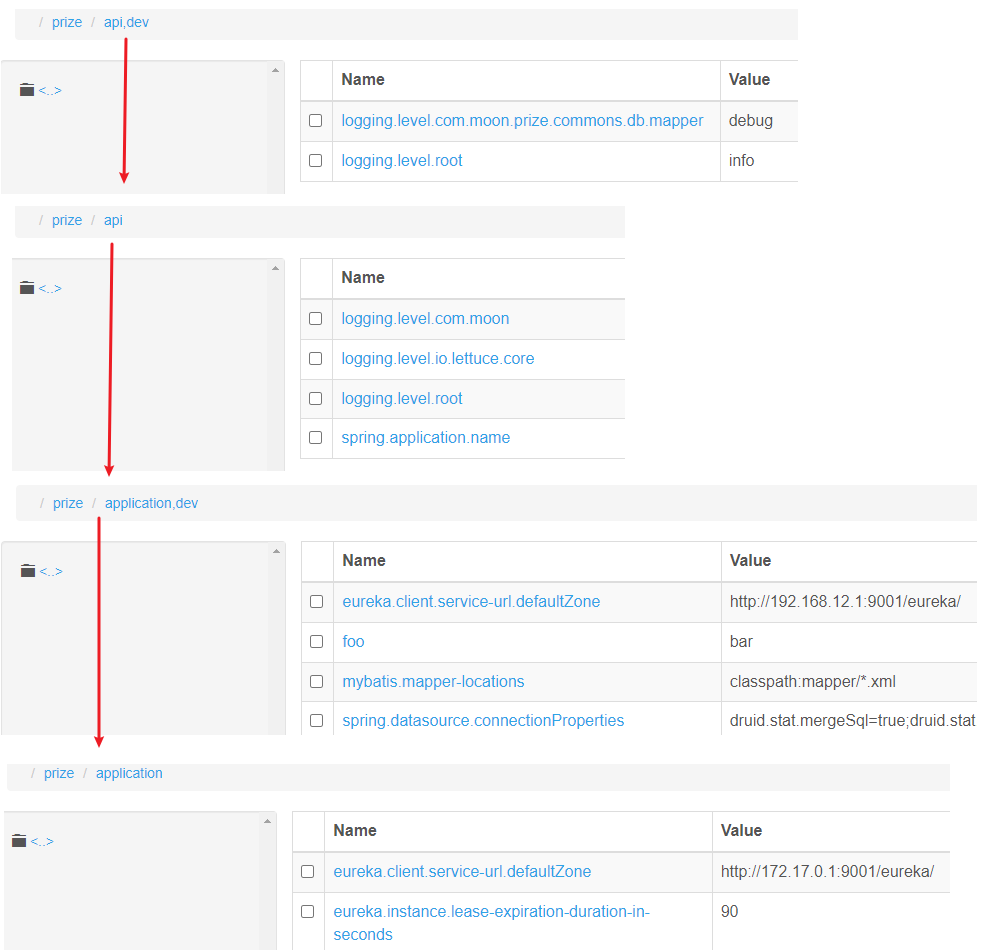 / prize / api,dev
<..>
Name Value
logging.level.com.moon.prize.commons.db.mapper debug
logging.level.root info
/ prize / api
<..>
Name
logging.level.com.moon
logging.level.io.lettuce.core
logging.level.root
spring.application.name
/ prize / application,dev
<..>
Name Value
eureka.client.service-url.defaultZone http://192.168.12.1:9001/eureka/
foo bar
mybatis.mapper-locations classpath:mapper/*.xml
spring.datasource.connectionProperties druid.stat.mergeSql=true;druid.stat
/ prize / application
<..>
Name Value
eureka.client.service-url.defaultZone http://172.17.0.1:9001/eureka/
eureka.instance.lease-expiration-duration-in- 90
seconds